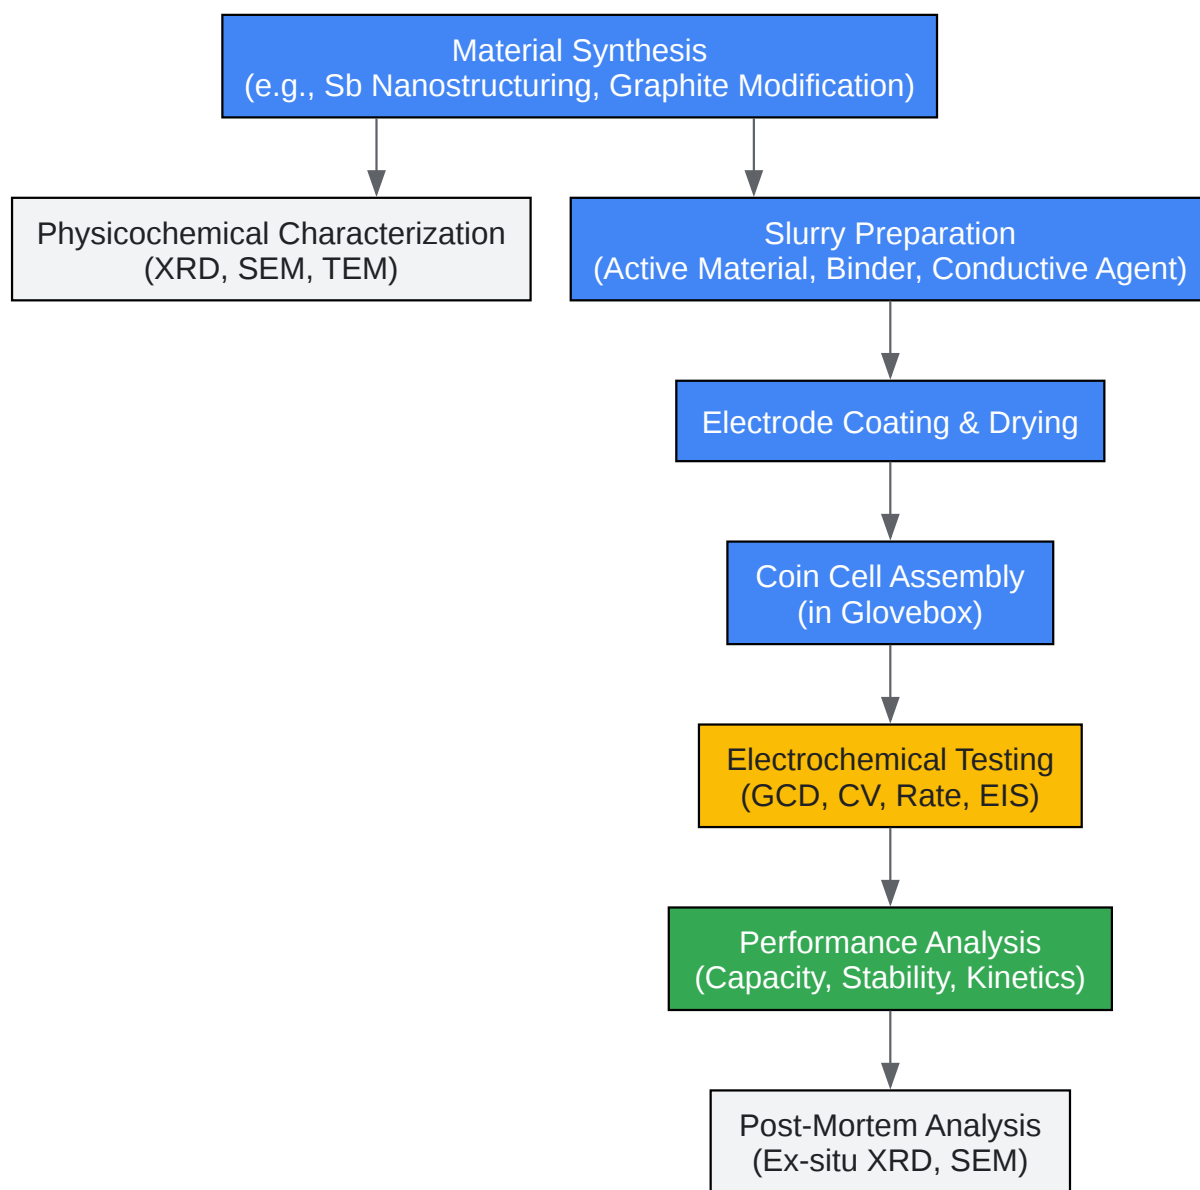 Material Synthesis
(e.g., Sb Nanostructuring, Graphite Modification)
Physicochemical Characterization
(XRD, SEM, TEM)
Slurry Preparation
(Active Material, Binder, Conductive Agent)
Electrode Coating & Drying
Coin Cell Assembly
(in Glovebox)
Electrochemical Testing
(GCD, CV, Rate, EIS)
Performance Analysis
(Capacity, Stability, Kinetics)
Post-Mortem Analysis
(Ex-situ XRD, SEM)